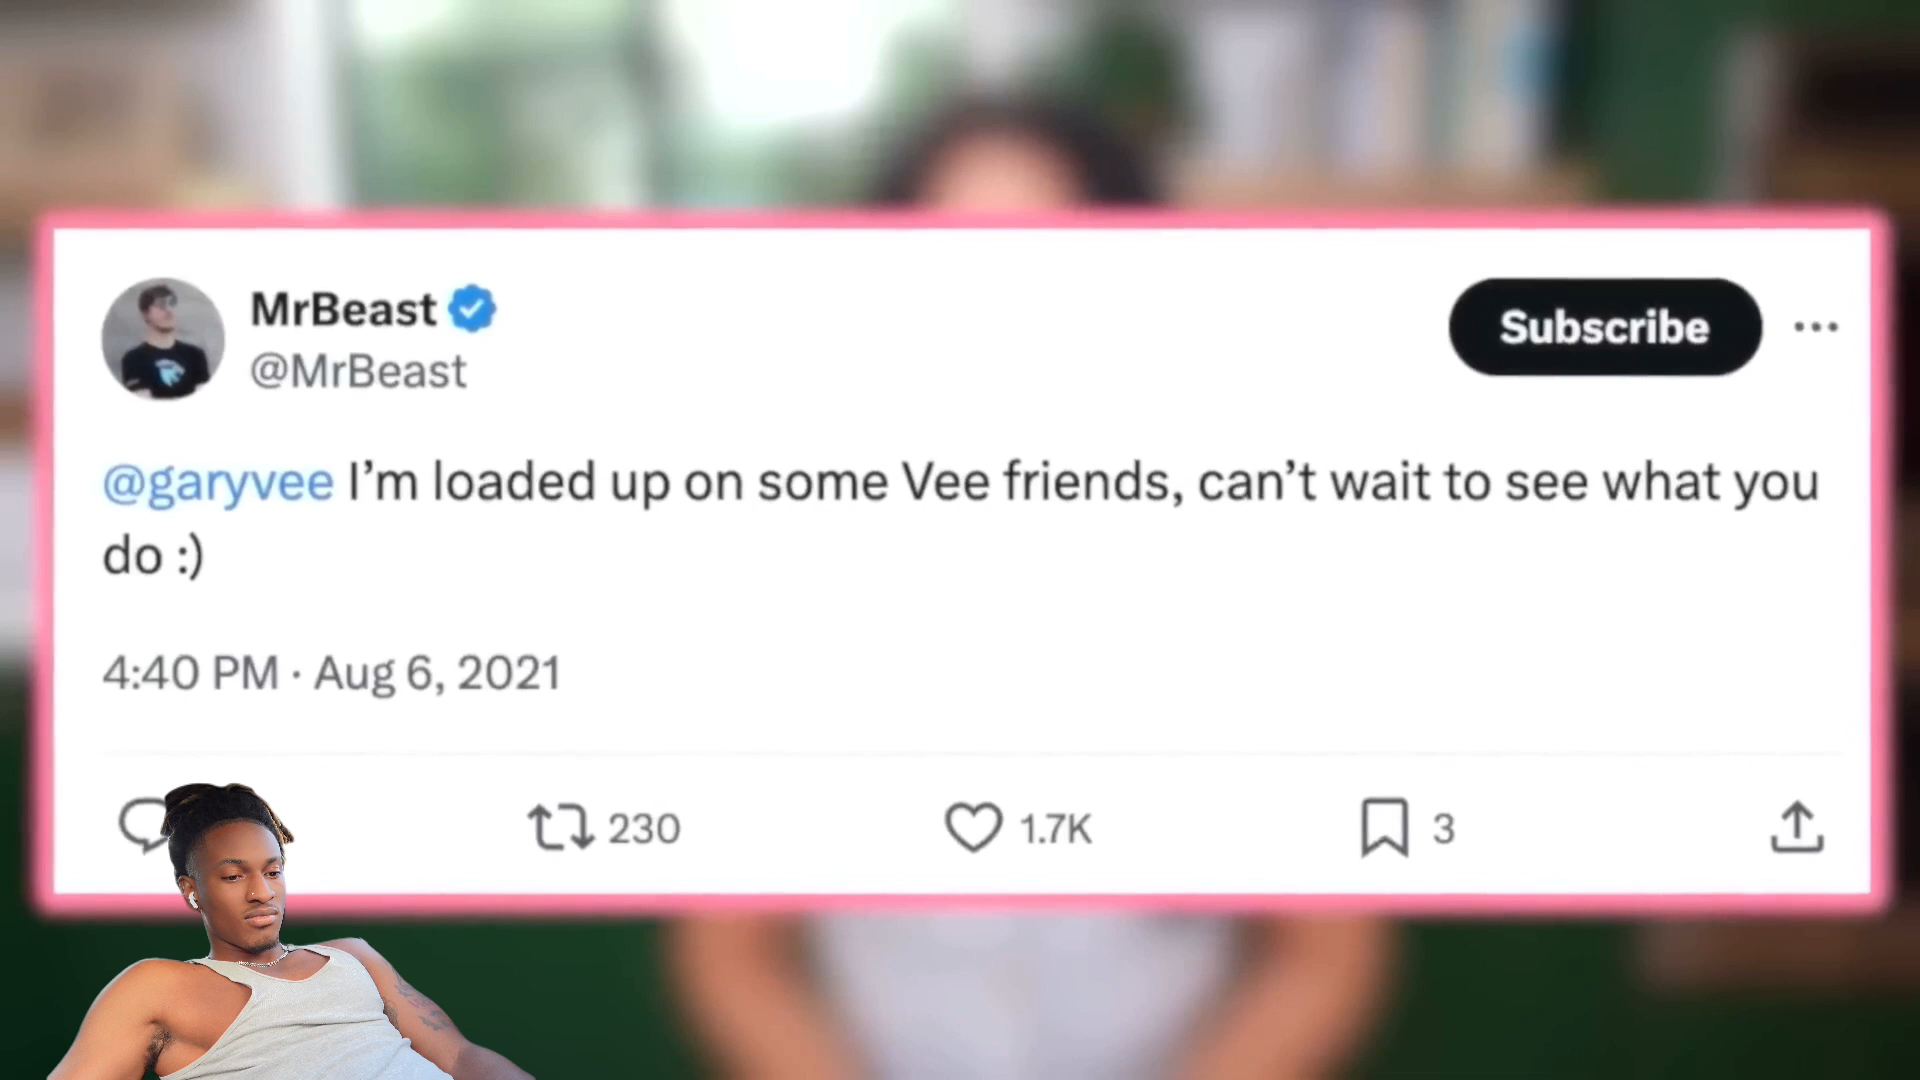 MrBeast
@MrBeast
Subscribe
@garyvee I’m loaded up on some Vee friends, can’t wait to see what you
do :)
4:40 PM · Aug 6, 2021
230
1.7K
3